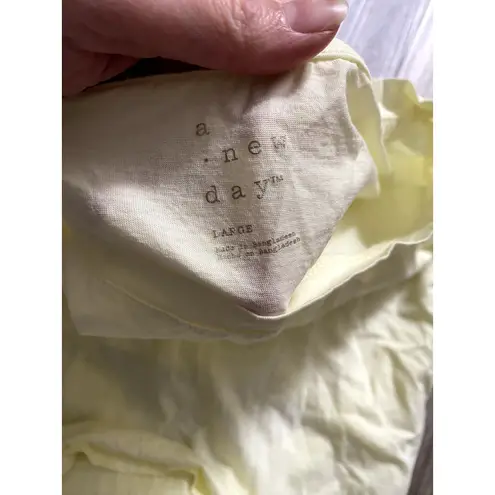 a
· new
day™
LARGE
Made in Bangladesh
Hecho en Bangladesh